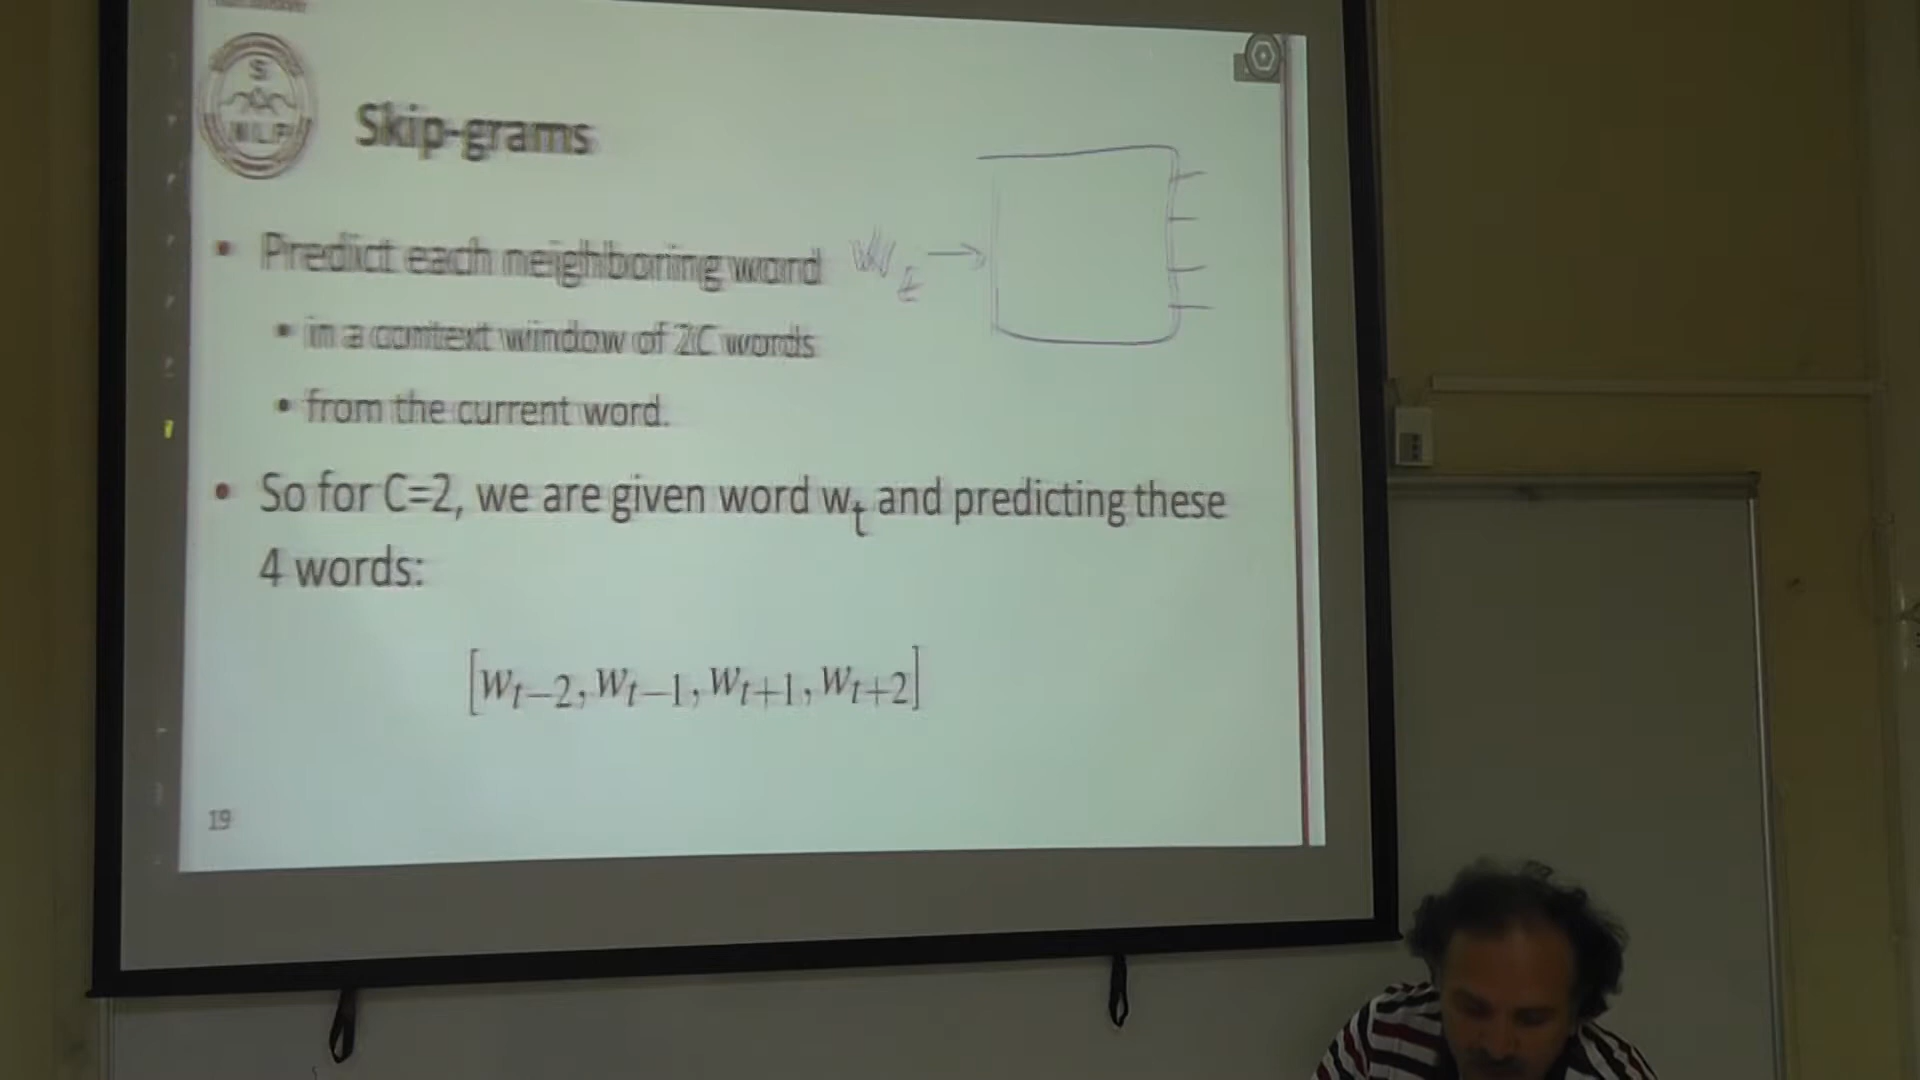 S
NLP
Skip-grams
• Predict each neighboring word
W t
• in a context window of 2C words
• from the current word.
• So for C=2, we are given word wt and predicting these
4 words:
[wt−2, wt−1, wt+1, wt+2]
19